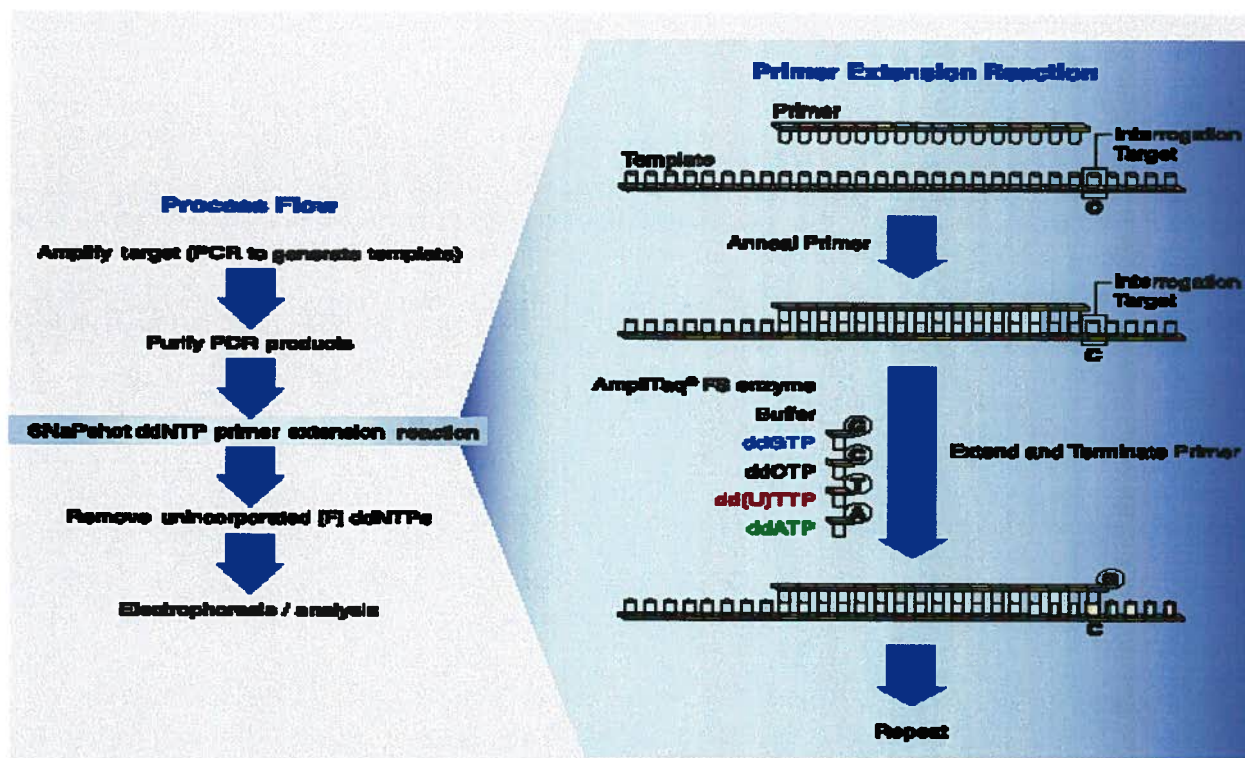 Process Flow
Amplify target (PCR to generate template)
Purify PCR products
SNaPshot ddNTP primer extension reaction
Remove unincorporated [F] ddNTPs
Electrophoresis / analysis
Primer Extension Reaction
Primer
Interrogation
Target
Template
C
Anneal Primer
Interrogation
Target
C
AmpliTaq® FS enzyme
Buffer
ddGTP
G
ddCTP
C
dd(U)TTP
T
ddATP
A
Extend and Terminate Primer
G
C
Repeat